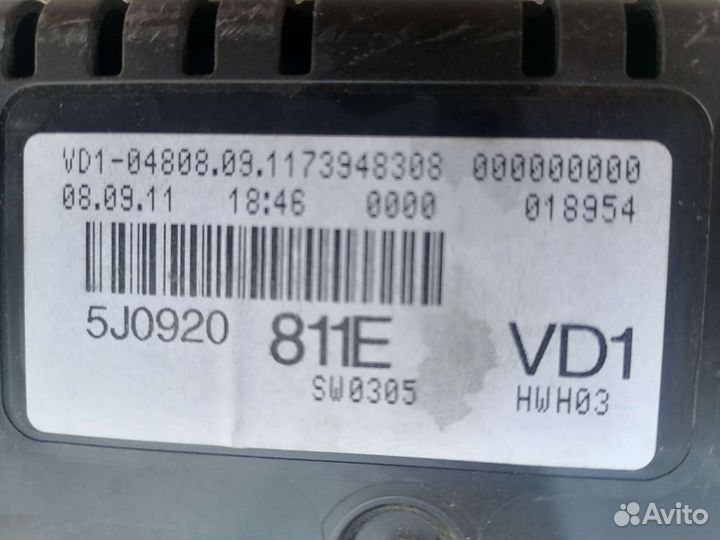 VD1-04808.09.1173948308 000000000
08.09.11 18:46 0000 018954
5J0920 811E VD1
SW0305 HWH03
Avito